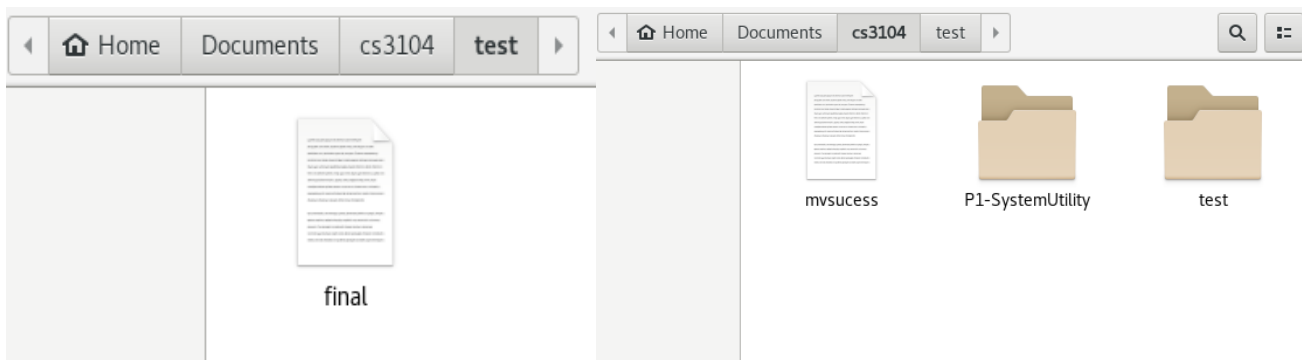 Home Documents cs3104 test
final
Home Documents cs3104 test
mvsucess P1-SystemUtility test